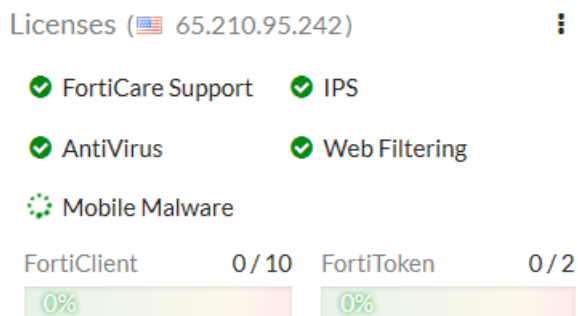 Licenses (65.210.95.242)
FortiCare Support IPS
AntiVirus Web Filtering
Mobile Malware
FortiClient 0 / 10 FortiToken 0 / 2
0% 0%